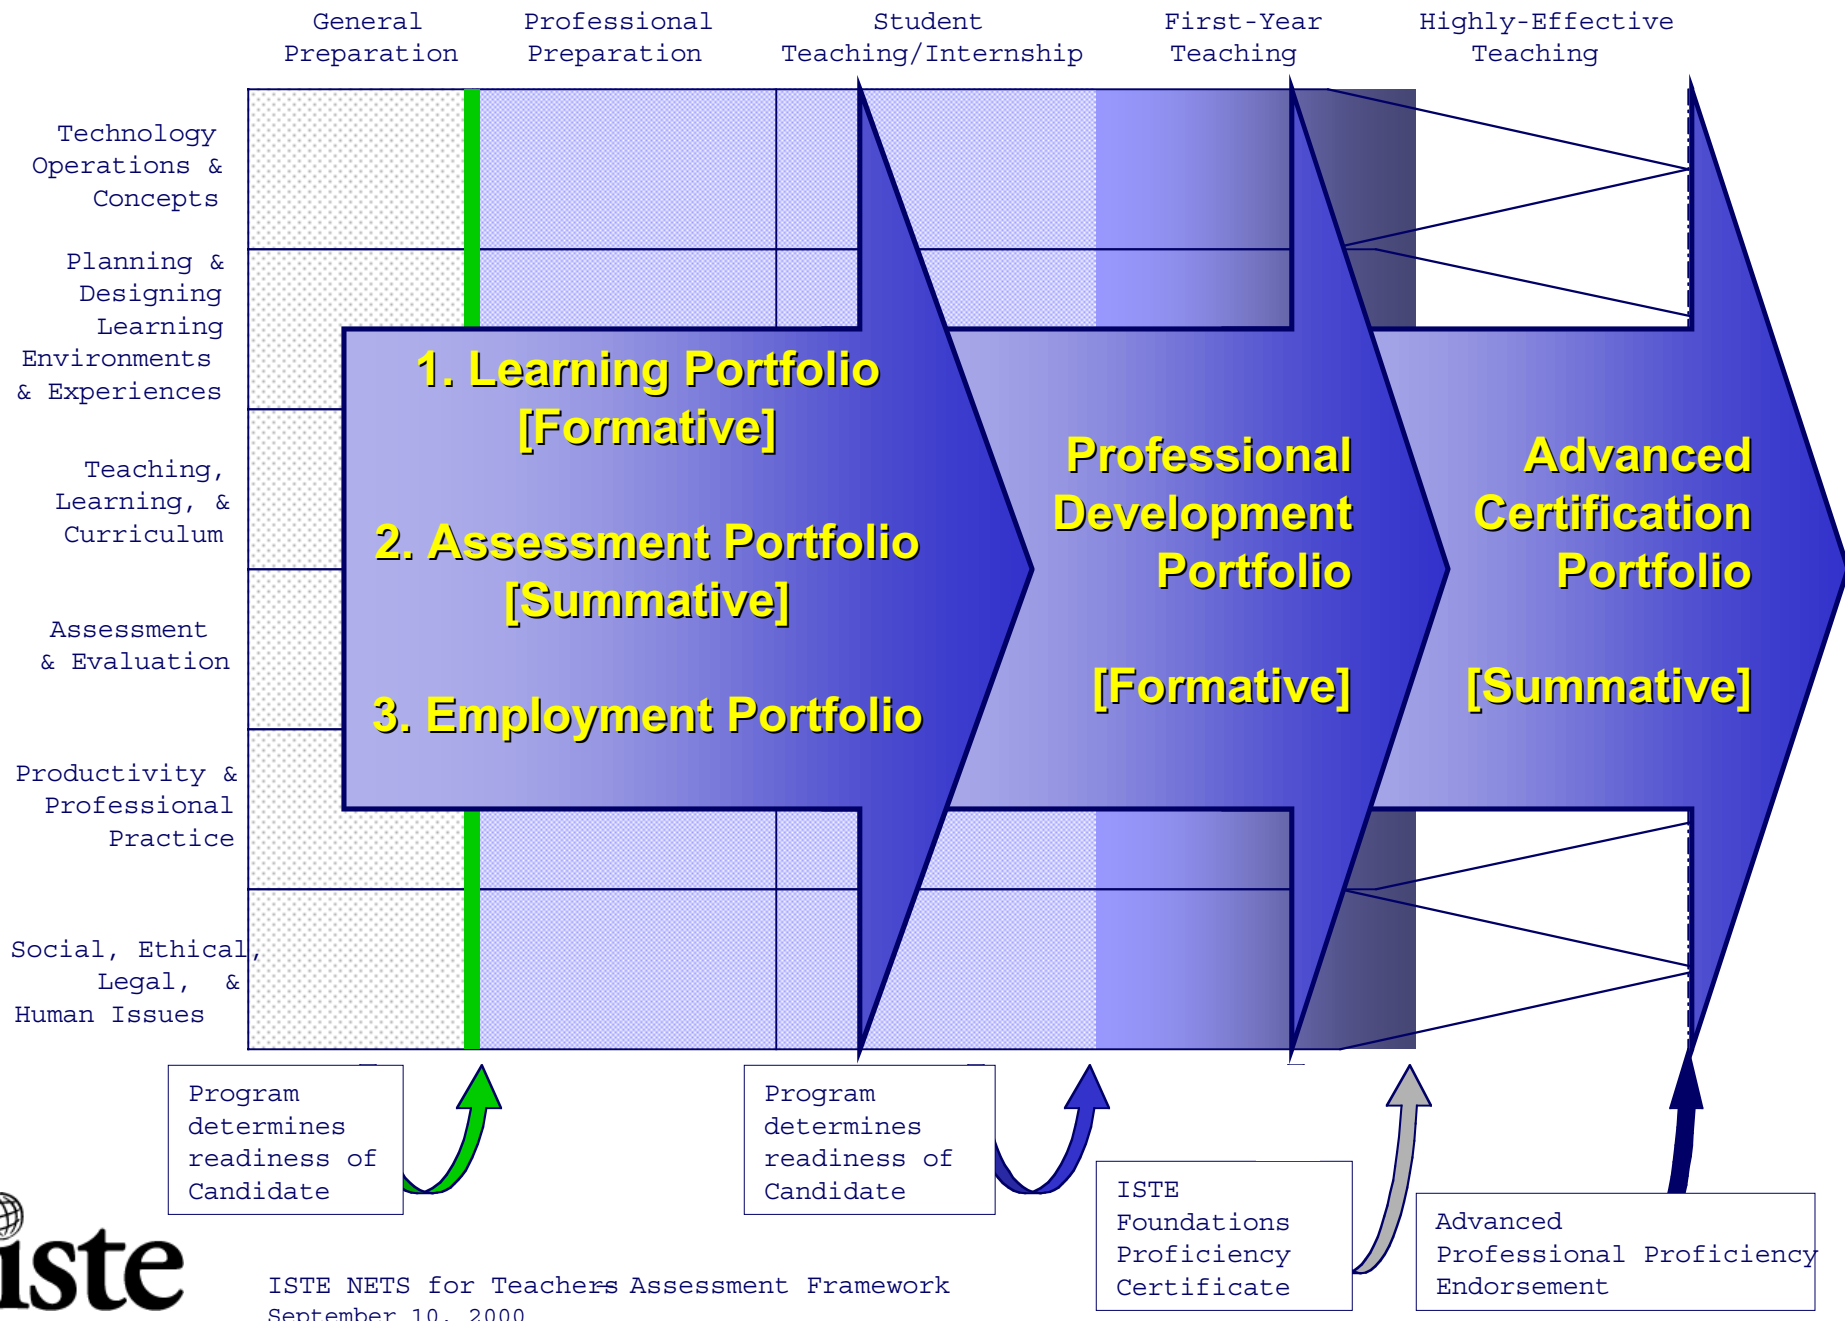 General
Preparation
Professional
Preparation
Student
Teaching/Internship
First-Year
Teaching
Highly-Effective
Teaching
Technology
Operations &
Concepts
Planning &
Designing
Learning
Environments
& Experiences
Teaching,
Learning, &
Curriculum
Assessment
& Evaluation
Productivity &
Professional
Practice
Social, Ethical,
Legal, &
Human Issues
1. Learning Portfolio
[Formative]
2. Assessment Portfolio
[Summative]
3. Employment Portfolio
Professional
Development
Portfolio
[Formative]
Advanced
Certification
Portfolio
[Summative]
Program
determines
readiness of
Candidate
Program
determines
readiness of
Candidate
ISTE
Foundations
Proficiency
Certificate
Advanced
Professional Proficiency
Endorsement
iste
ISTE NETS for Teachers – Assessment Framework
September 10, 2000